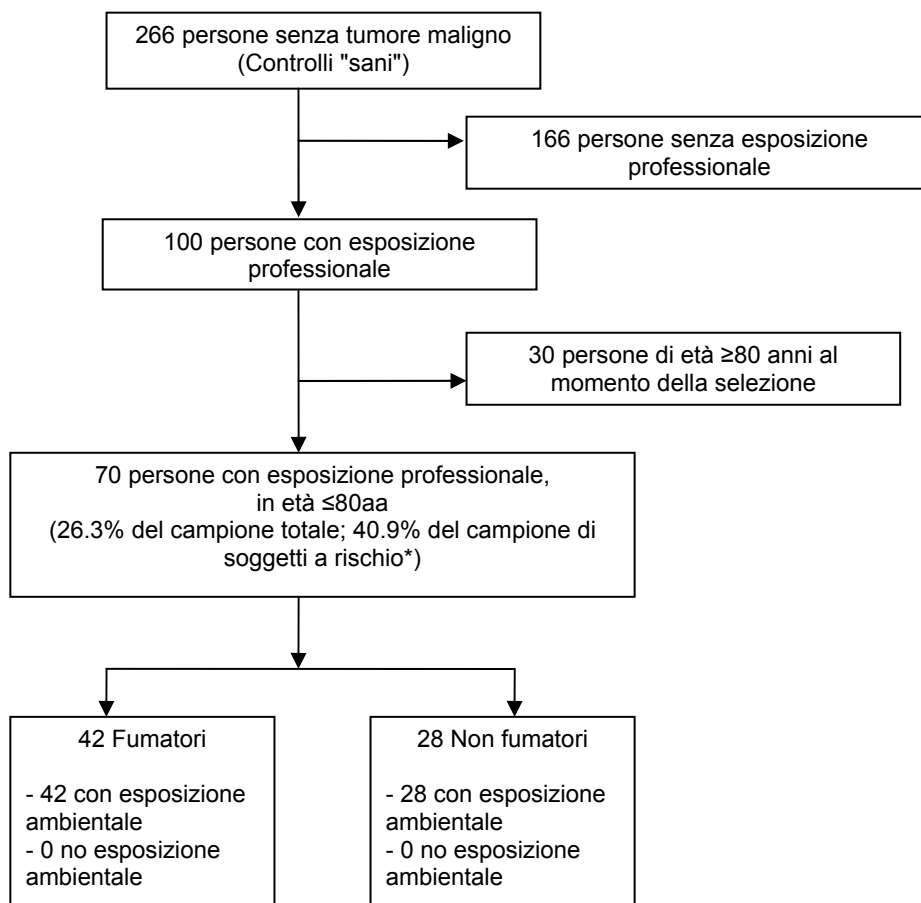 266 persone senza tumore maligno
(Controlli "sani")
166 persone senza esposizione
professionale
100 persone con esposizione
professionale
30 persone di età ≥80 anni al
momento della selezione
70 persone con esposizione professionale,
in età ≤80aa
(26.3% del campione totale; 40.9% del campione di
soggetti a rischio*)
42 Fumatori
- 42 con esposizione
ambientale
- 0 no esposizione
ambientale
28 Non fumatori
- 28 con esposizione
ambientale
- 0 no esposizione
ambientale